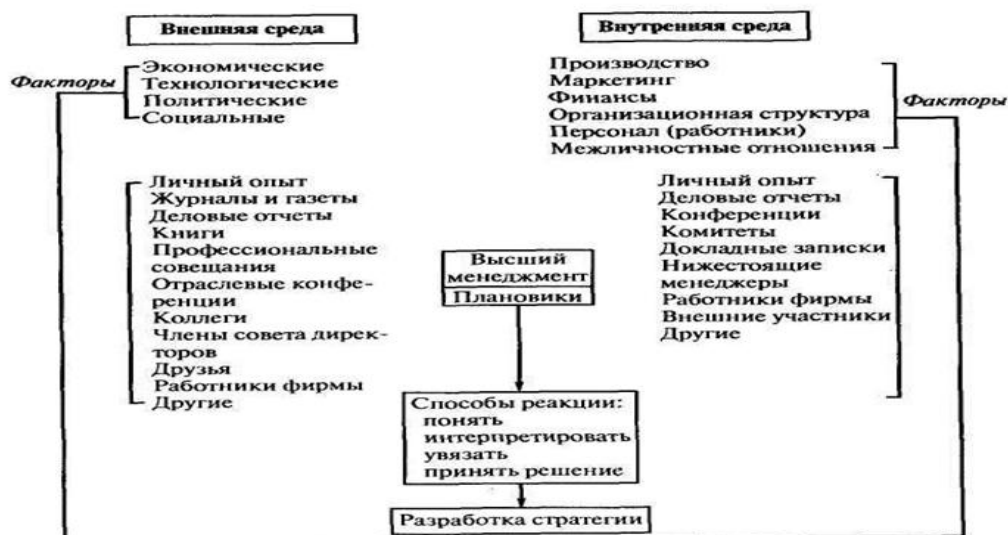 Внешняя среда
Факторы
Экономические
Технологические
Политические
Социальные
Личный опыт
Журналы и газеты
Деловые отчеты
Книги
Профессиональные
совещания
Отраслевые конфе-
ренции
Коллеги
Члены совета дирек-
торов
Друзья
Работники фирмы
Другие
Высший
менеджмент
Плановики
Способы реакции:
понять
интерпретировать
увязать
принять решение
Разработка стратегии
Внутренняя среда
Производство
Маркетинг
Фииансы
Организационная структура
Персонал (работники)
Межличностные отношения
Факторы
Личный опыт
Деловые отчеты
Конференции
Комитеты
Докладные записки
Нижестоящие
менеджеры
Работники фирмы
Внешние участники
Другие